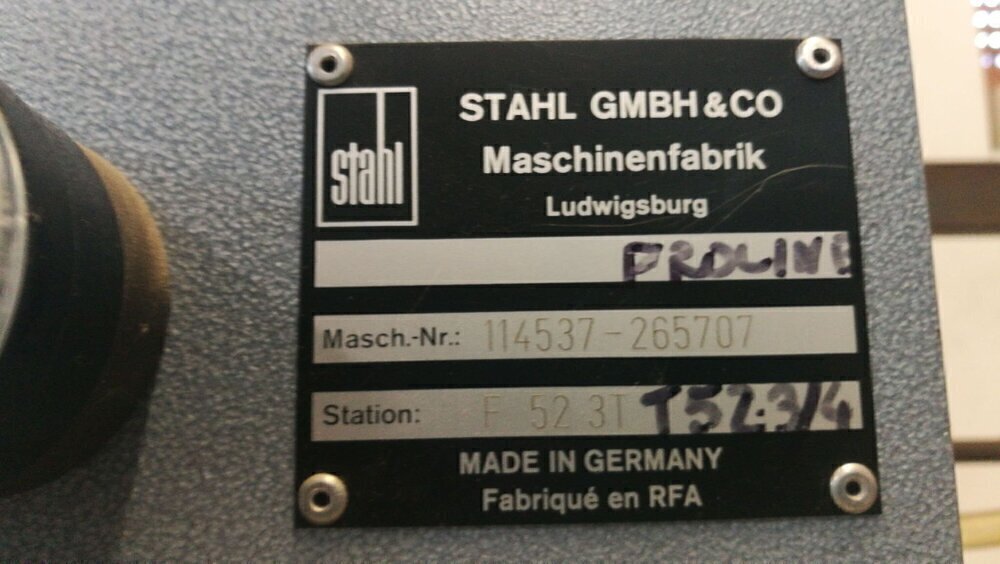 stahl
STAHL GMBH & CO
Maschinenfabrik
Ludwigsburg
PROLINE
Masch.-Nr.: 114537-265707
Station: F 52 3T T52.3/4
MADE IN GERMANY
Fabriqué en RFA